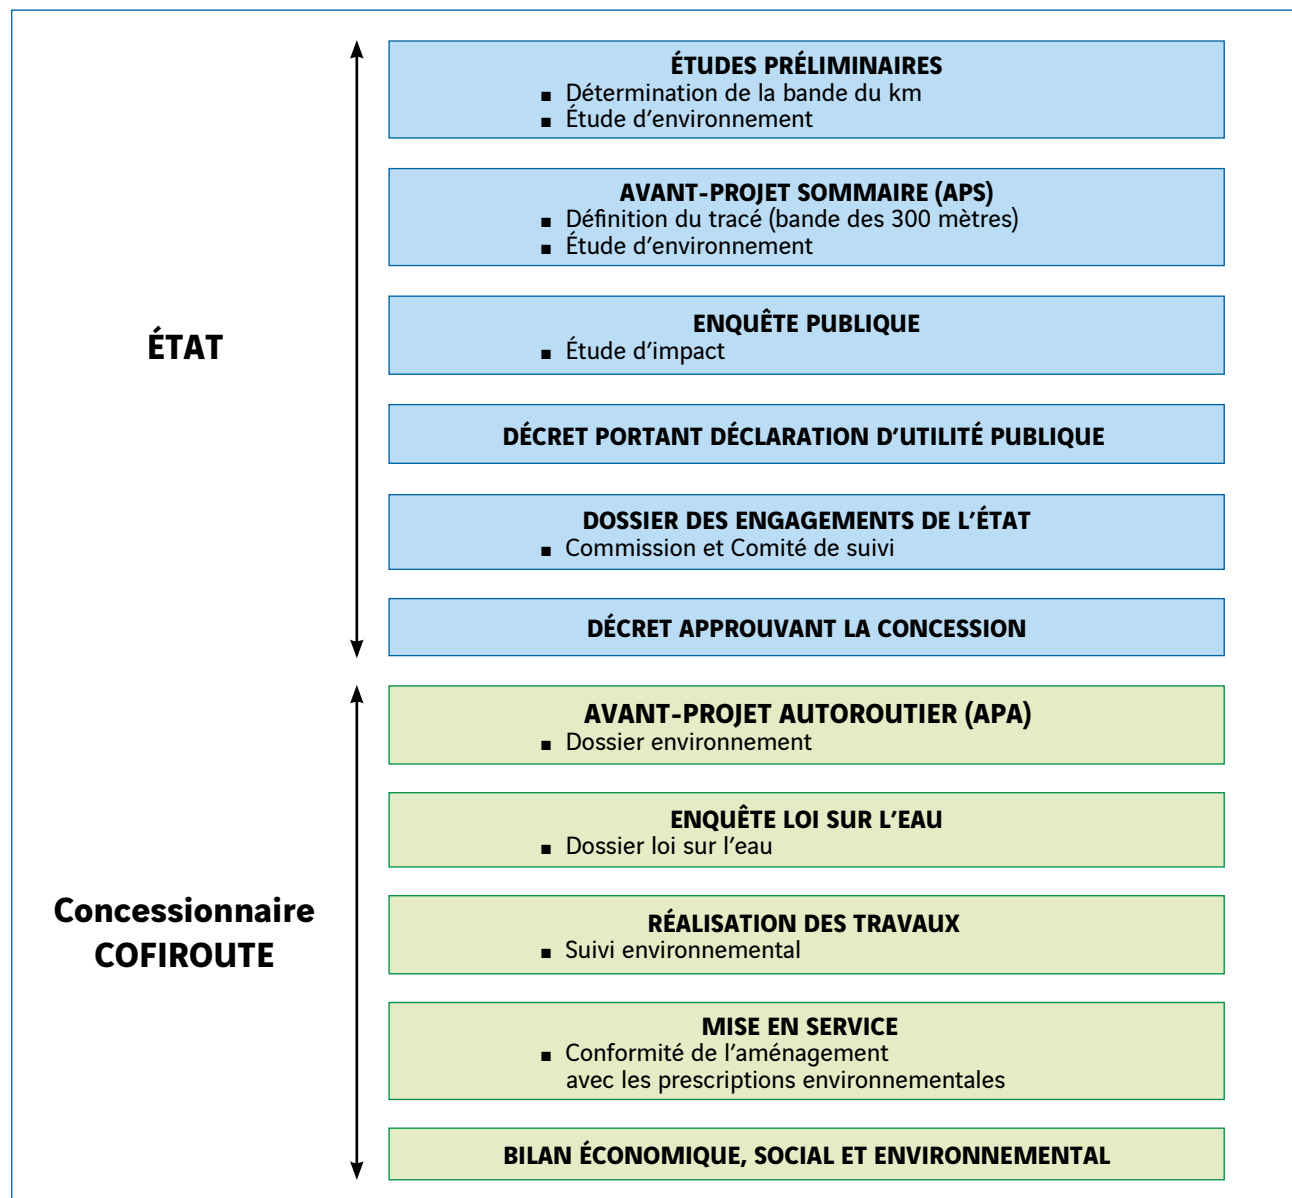 ÉTUDES PRÉLIMINAIRES
▪ Détermination de la bande du km
▪ Étude d’environnement
AVANT-PROJET SOMMAIRE (APS)
▪ Définition du tracé (bande des 300 mètres)
▪ Étude d’environnement
ENQUÊTE PUBLIQUE
▪ Étude d’impact
ÉTAT
DÉCRET PORTANT DÉCLARATION D’UTILITÉ PUBLIQUE
DOSSIER DES ENGAGEMENTS DE L’ÉTAT
▪ Commission et Comité de suivi
DÉCRET APPROUVANT LA CONCESSION
AVANT-PROJET AUTOROUTIER (APA)
▪ Dossier environnement
ENQUÊTE LOI SUR L’EAU
▪ Dossier loi sur l’eau
Concessionnaire
COFIROUTE
RÉALISATION DES TRAVAUX
▪ Suivi environnemental
MISE EN SERVICE
▪ Conformité de l’aménagement
avec les prescriptions environnementales
BILAN ÉCONOMIQUE, SOCIAL ET ENVIRONNEMENTAL